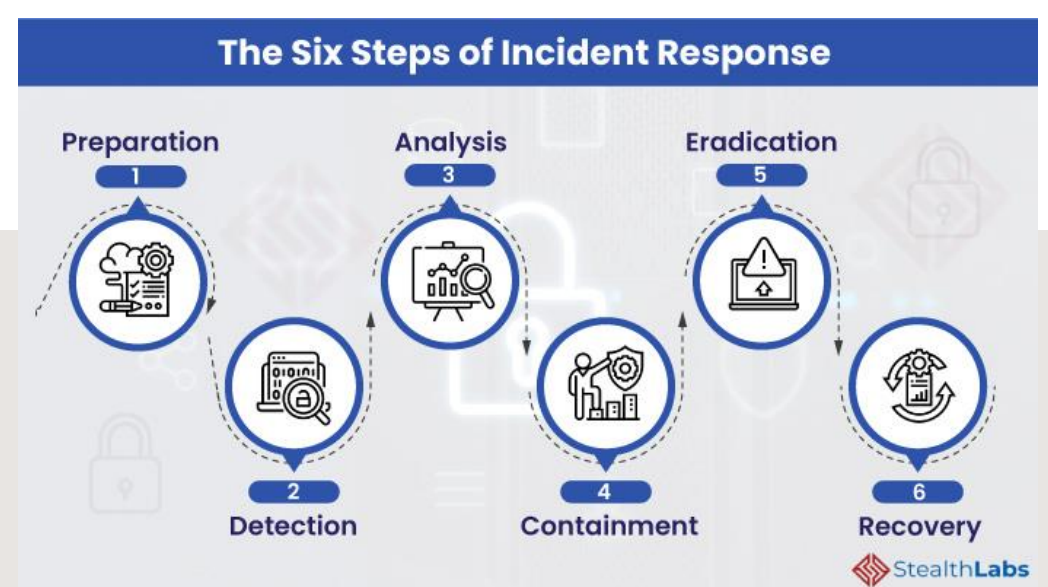 The Six Steps of Incident Response
Preparation
1
2
Detection
Analysis
3
4
Containment
Eradication
5
6
Recovery
StealthLabs